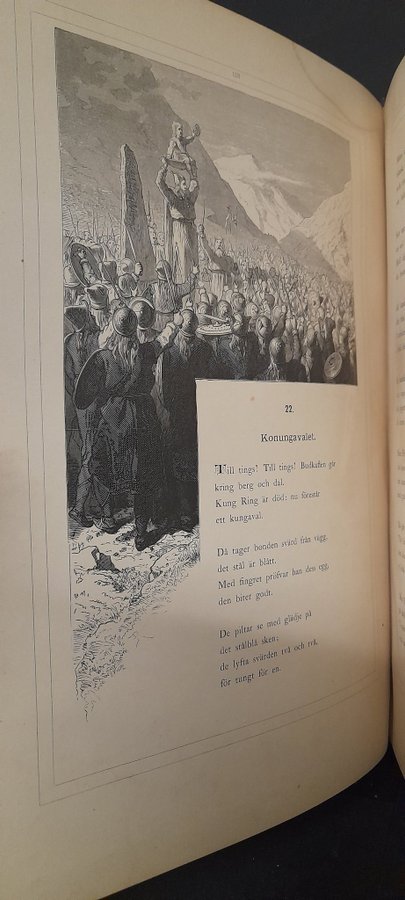 22.
Konungavalet.
Till tings! Till tings! Budkaflen går
kring berg och dal.
Kung Ring är död: nu förestår
ett kungaval.
Då tager bonden svärd från vägg,
det stål är blått.
Med fingret pröfvar han dess egg,
den biter godt.
De piltar se med glädje på
det stålblå sken;
de lyfta svärden två och två,
för tungt för en.